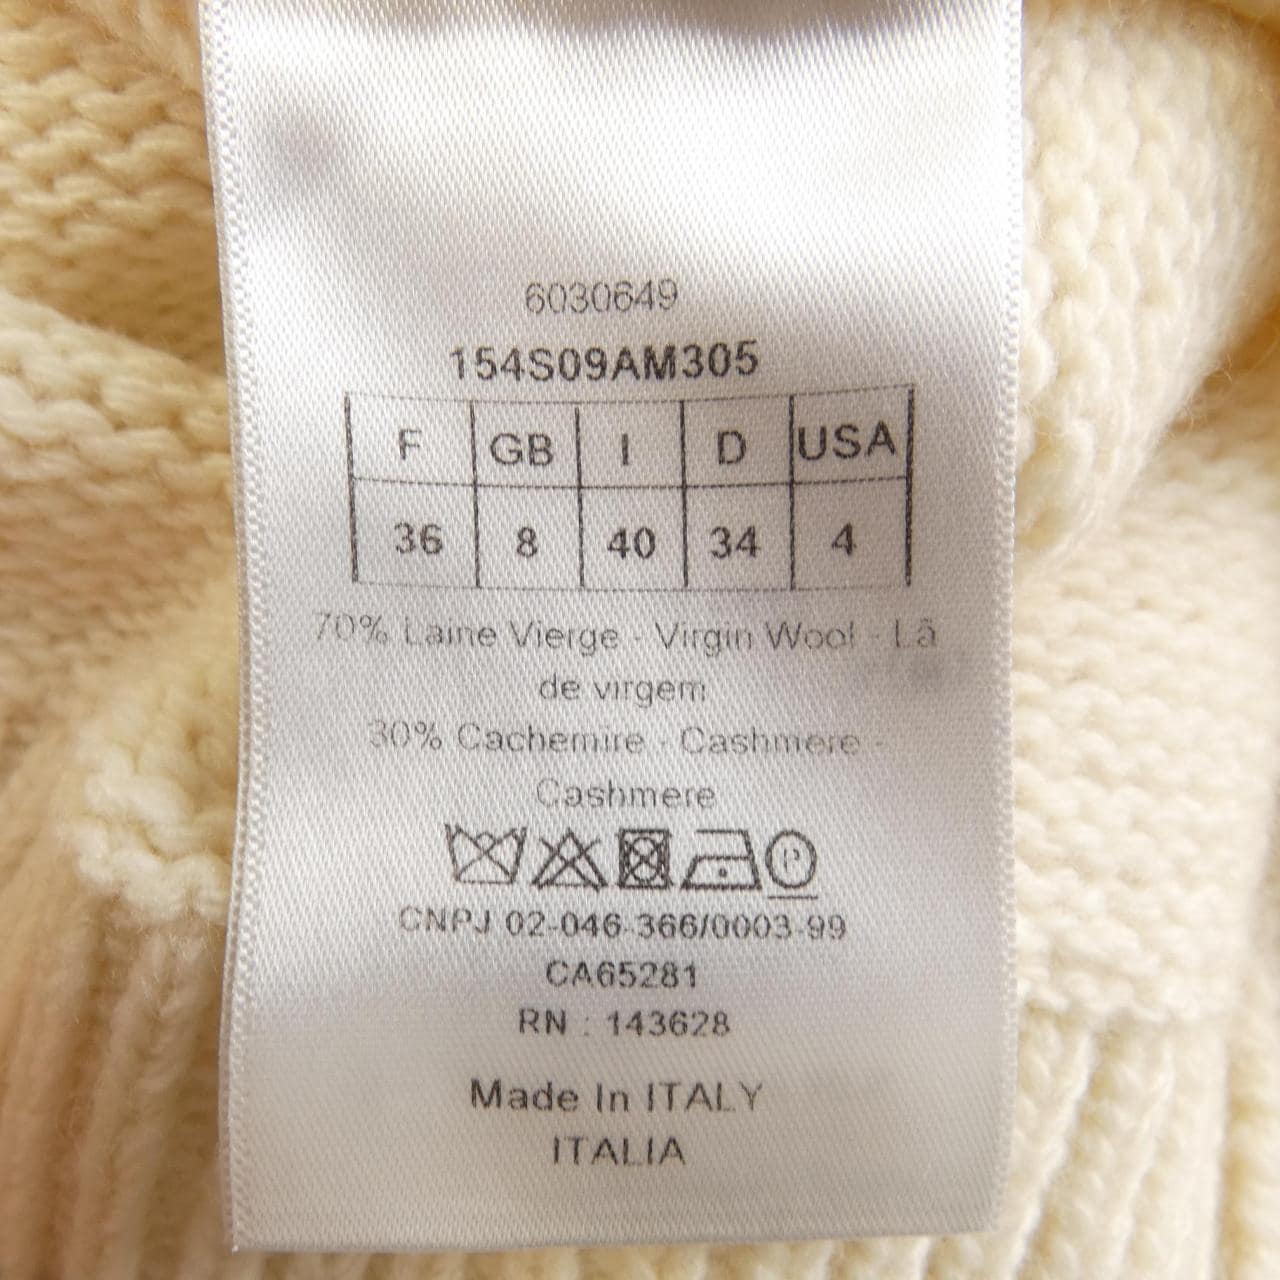 6030649
154S09AM305
F GB I D USA
36 8 40 34 4
70% Laine Vierge - Virgin Wool - Lã
de virgem
30% Cachemire - Cashmere -
Cashmere
P
CNPJ 02-046-366/0003-99
CA65281
RN : 143628
Made In ITALY
ITALIA